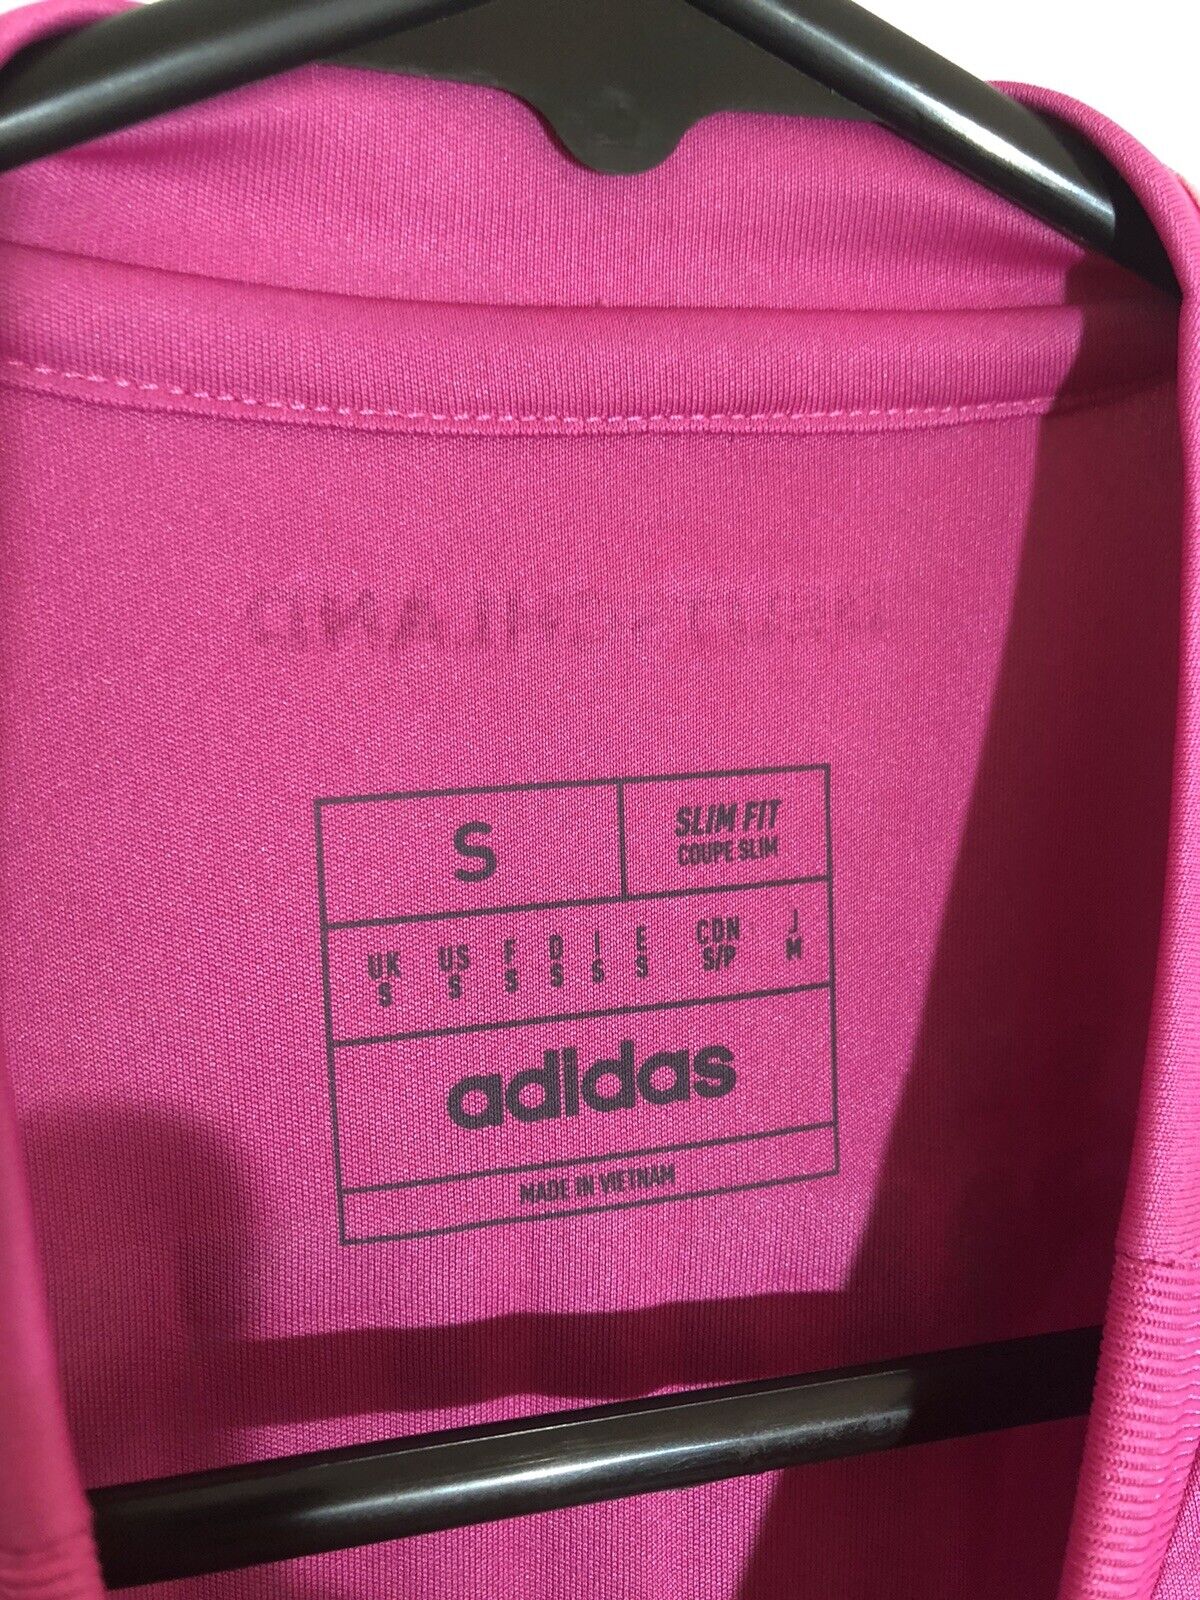 S
SLIM FIT
COUPE SLIM
UK US F D I E CDN J
S S S S S S S/P M
adidas
MADE IN VIETNAM